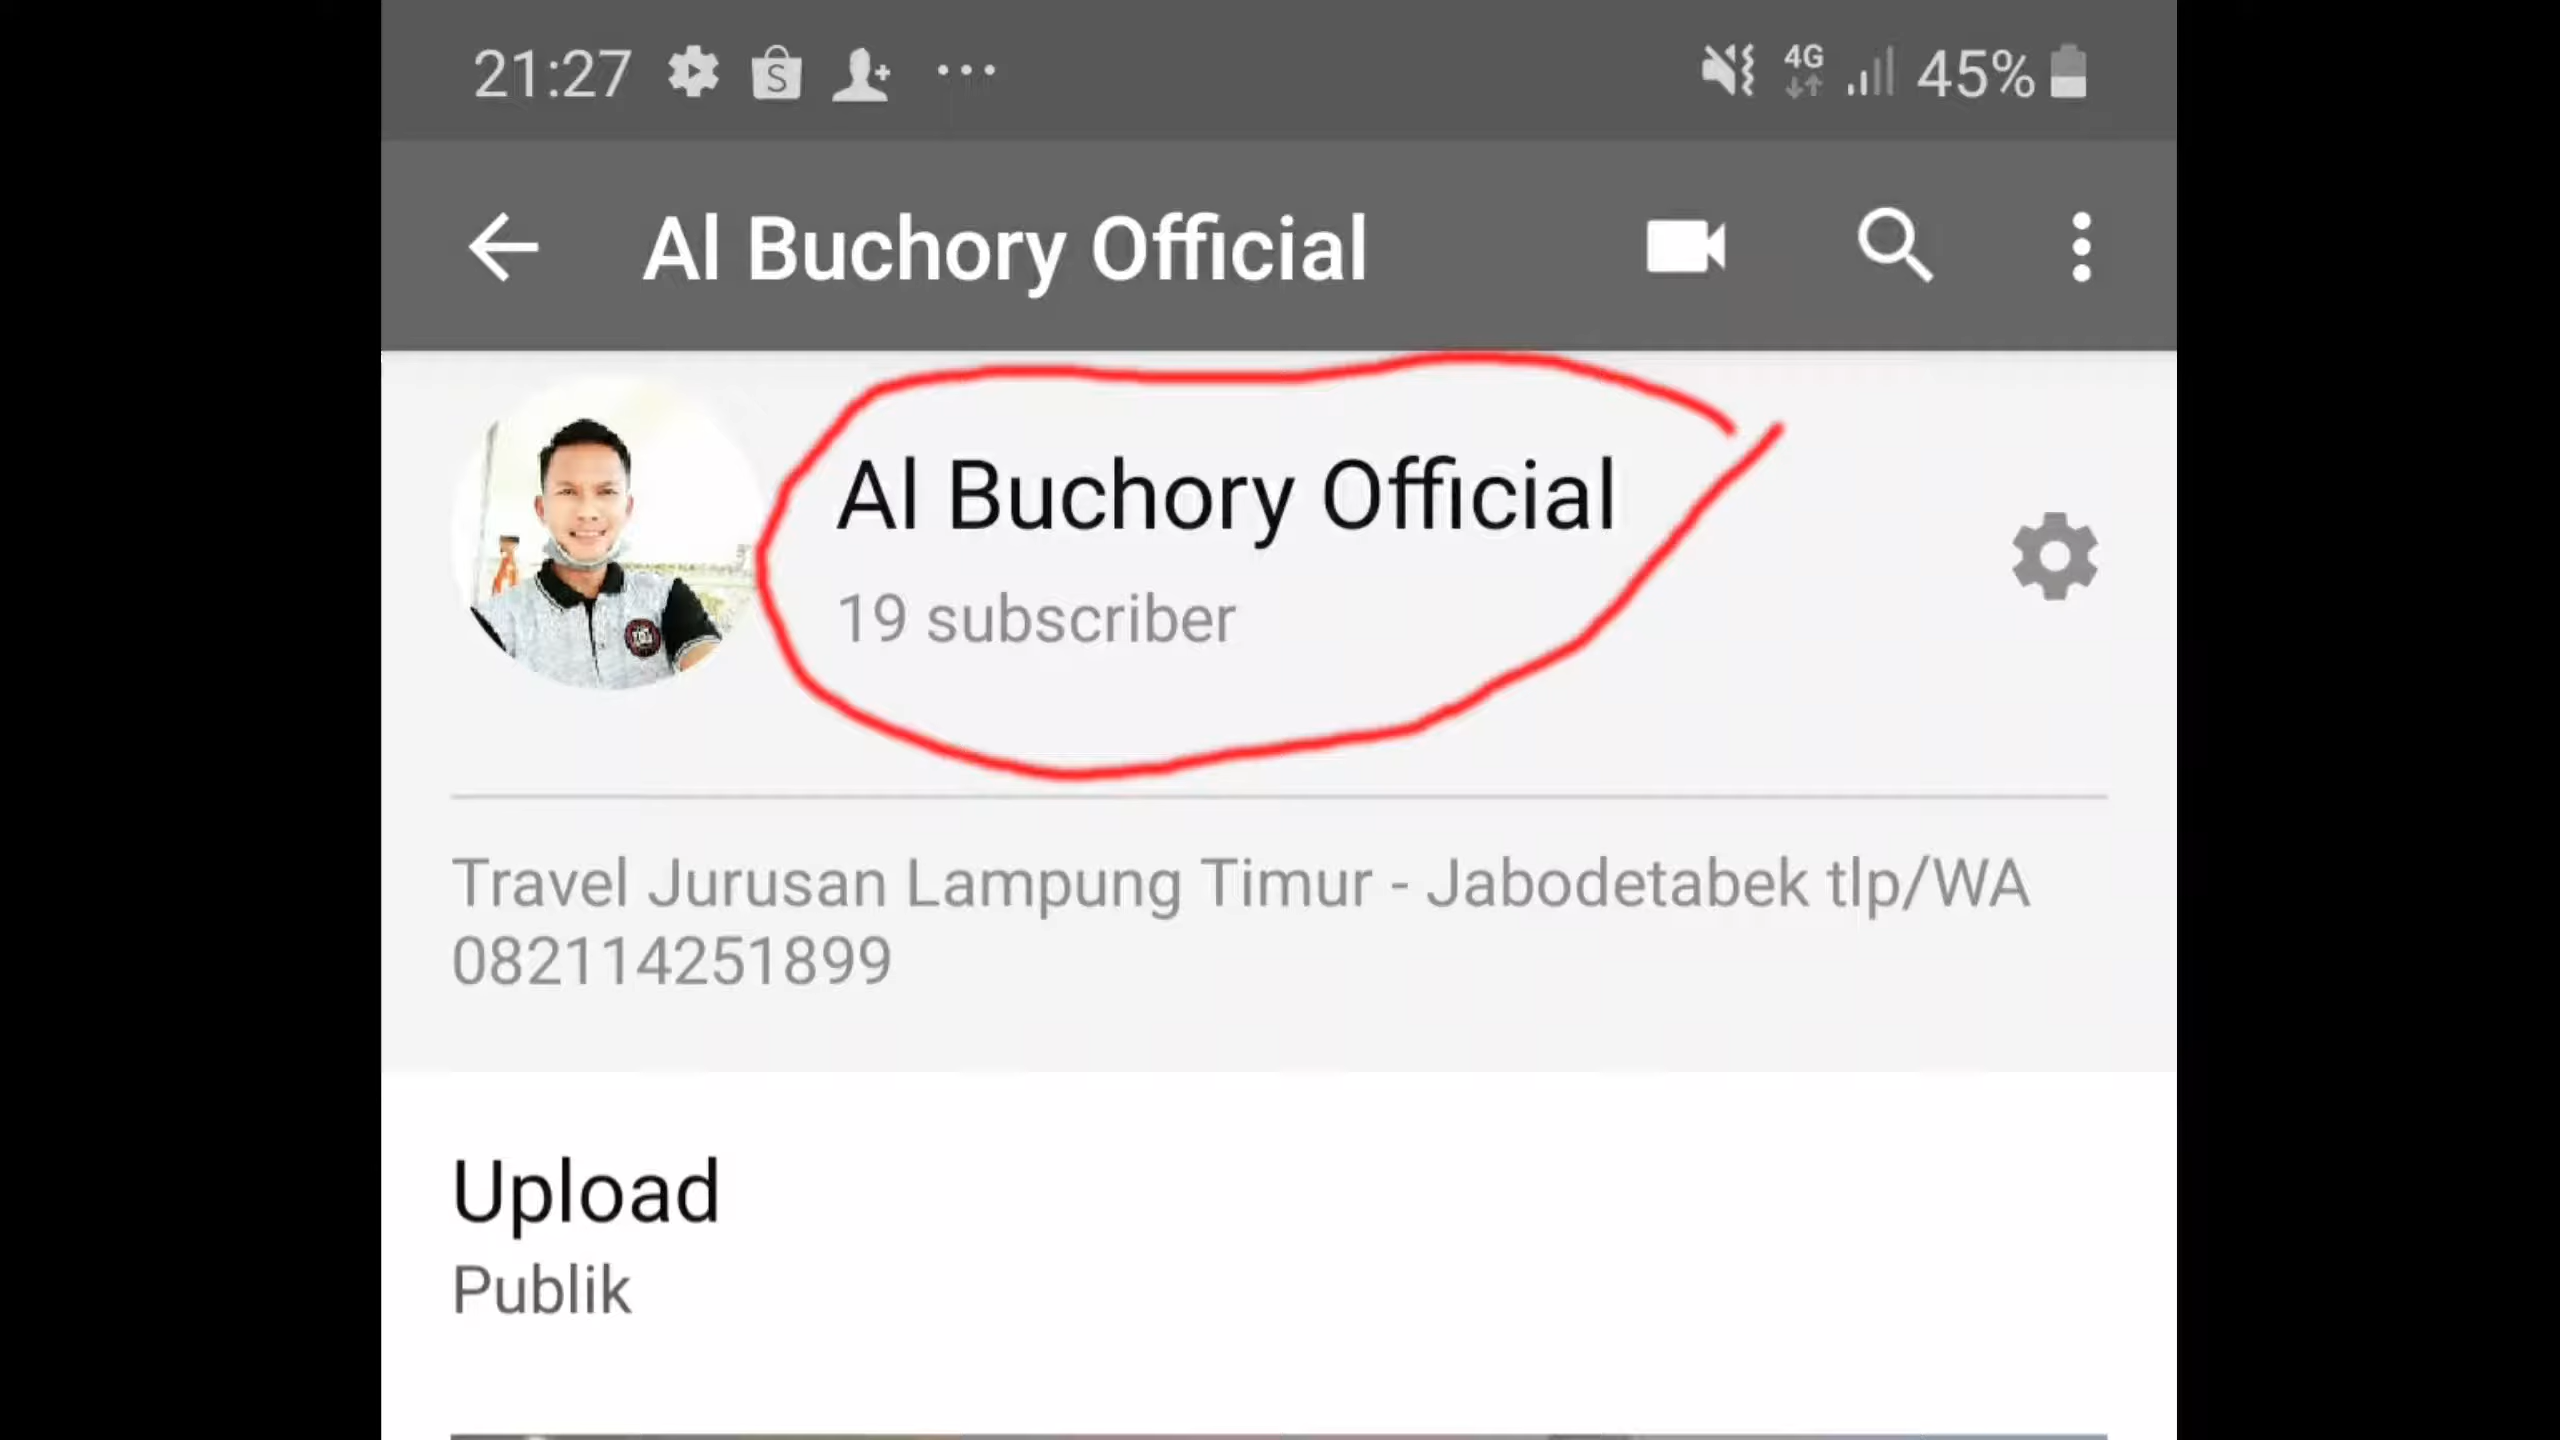 21:27 4G 45%
Al Buchory Official
Al Buchory Official
19 subscriber
Travel Jurusan Lampung Timur - Jabodetabek tlp/WA
082114251899
Upload
Publik